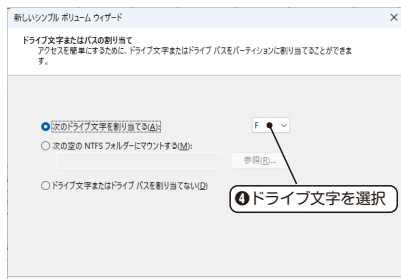 新しいシンプル ボリューム ウィザード
ドライブ文字またはパスの割り当て
アクセスを簡単にするために、ドライブ文字またはドライブ パスをパーティションに割り当てることができま
す。
次のドライブ文字を割り当てる(A):
F
次の空の NTFS フォルダーにマウントする(M):
参照(R)...
ドライブ文字またはドライブ パスを割り当てない(D)
❹ドライブ文字を選択